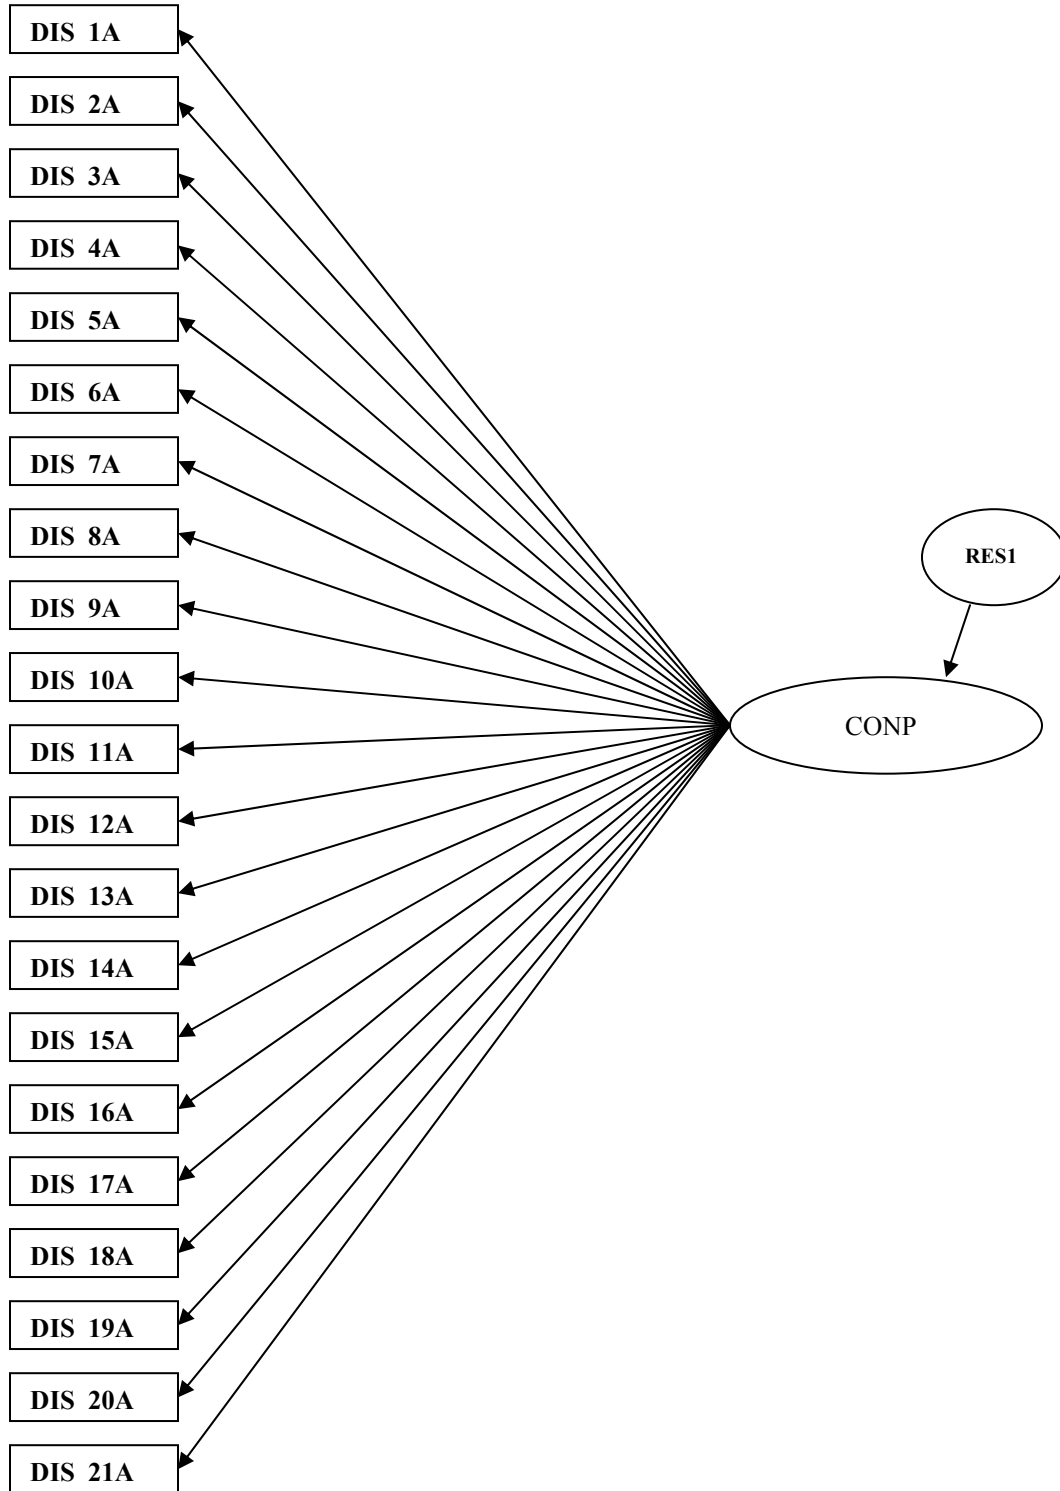 DIS 1A
DIS 2A
DIS 3A
DIS 4A
DIS 5A
DIS 6A
DIS 7A
DIS 8A
DIS 9A
DIS 10A
DIS 11A
DIS 12A
DIS 13A
DIS 14A
DIS 15A
DIS 16A
DIS 17A
DIS 18A
DIS 19A
DIS 20A
DIS 21A
RES1
CONP